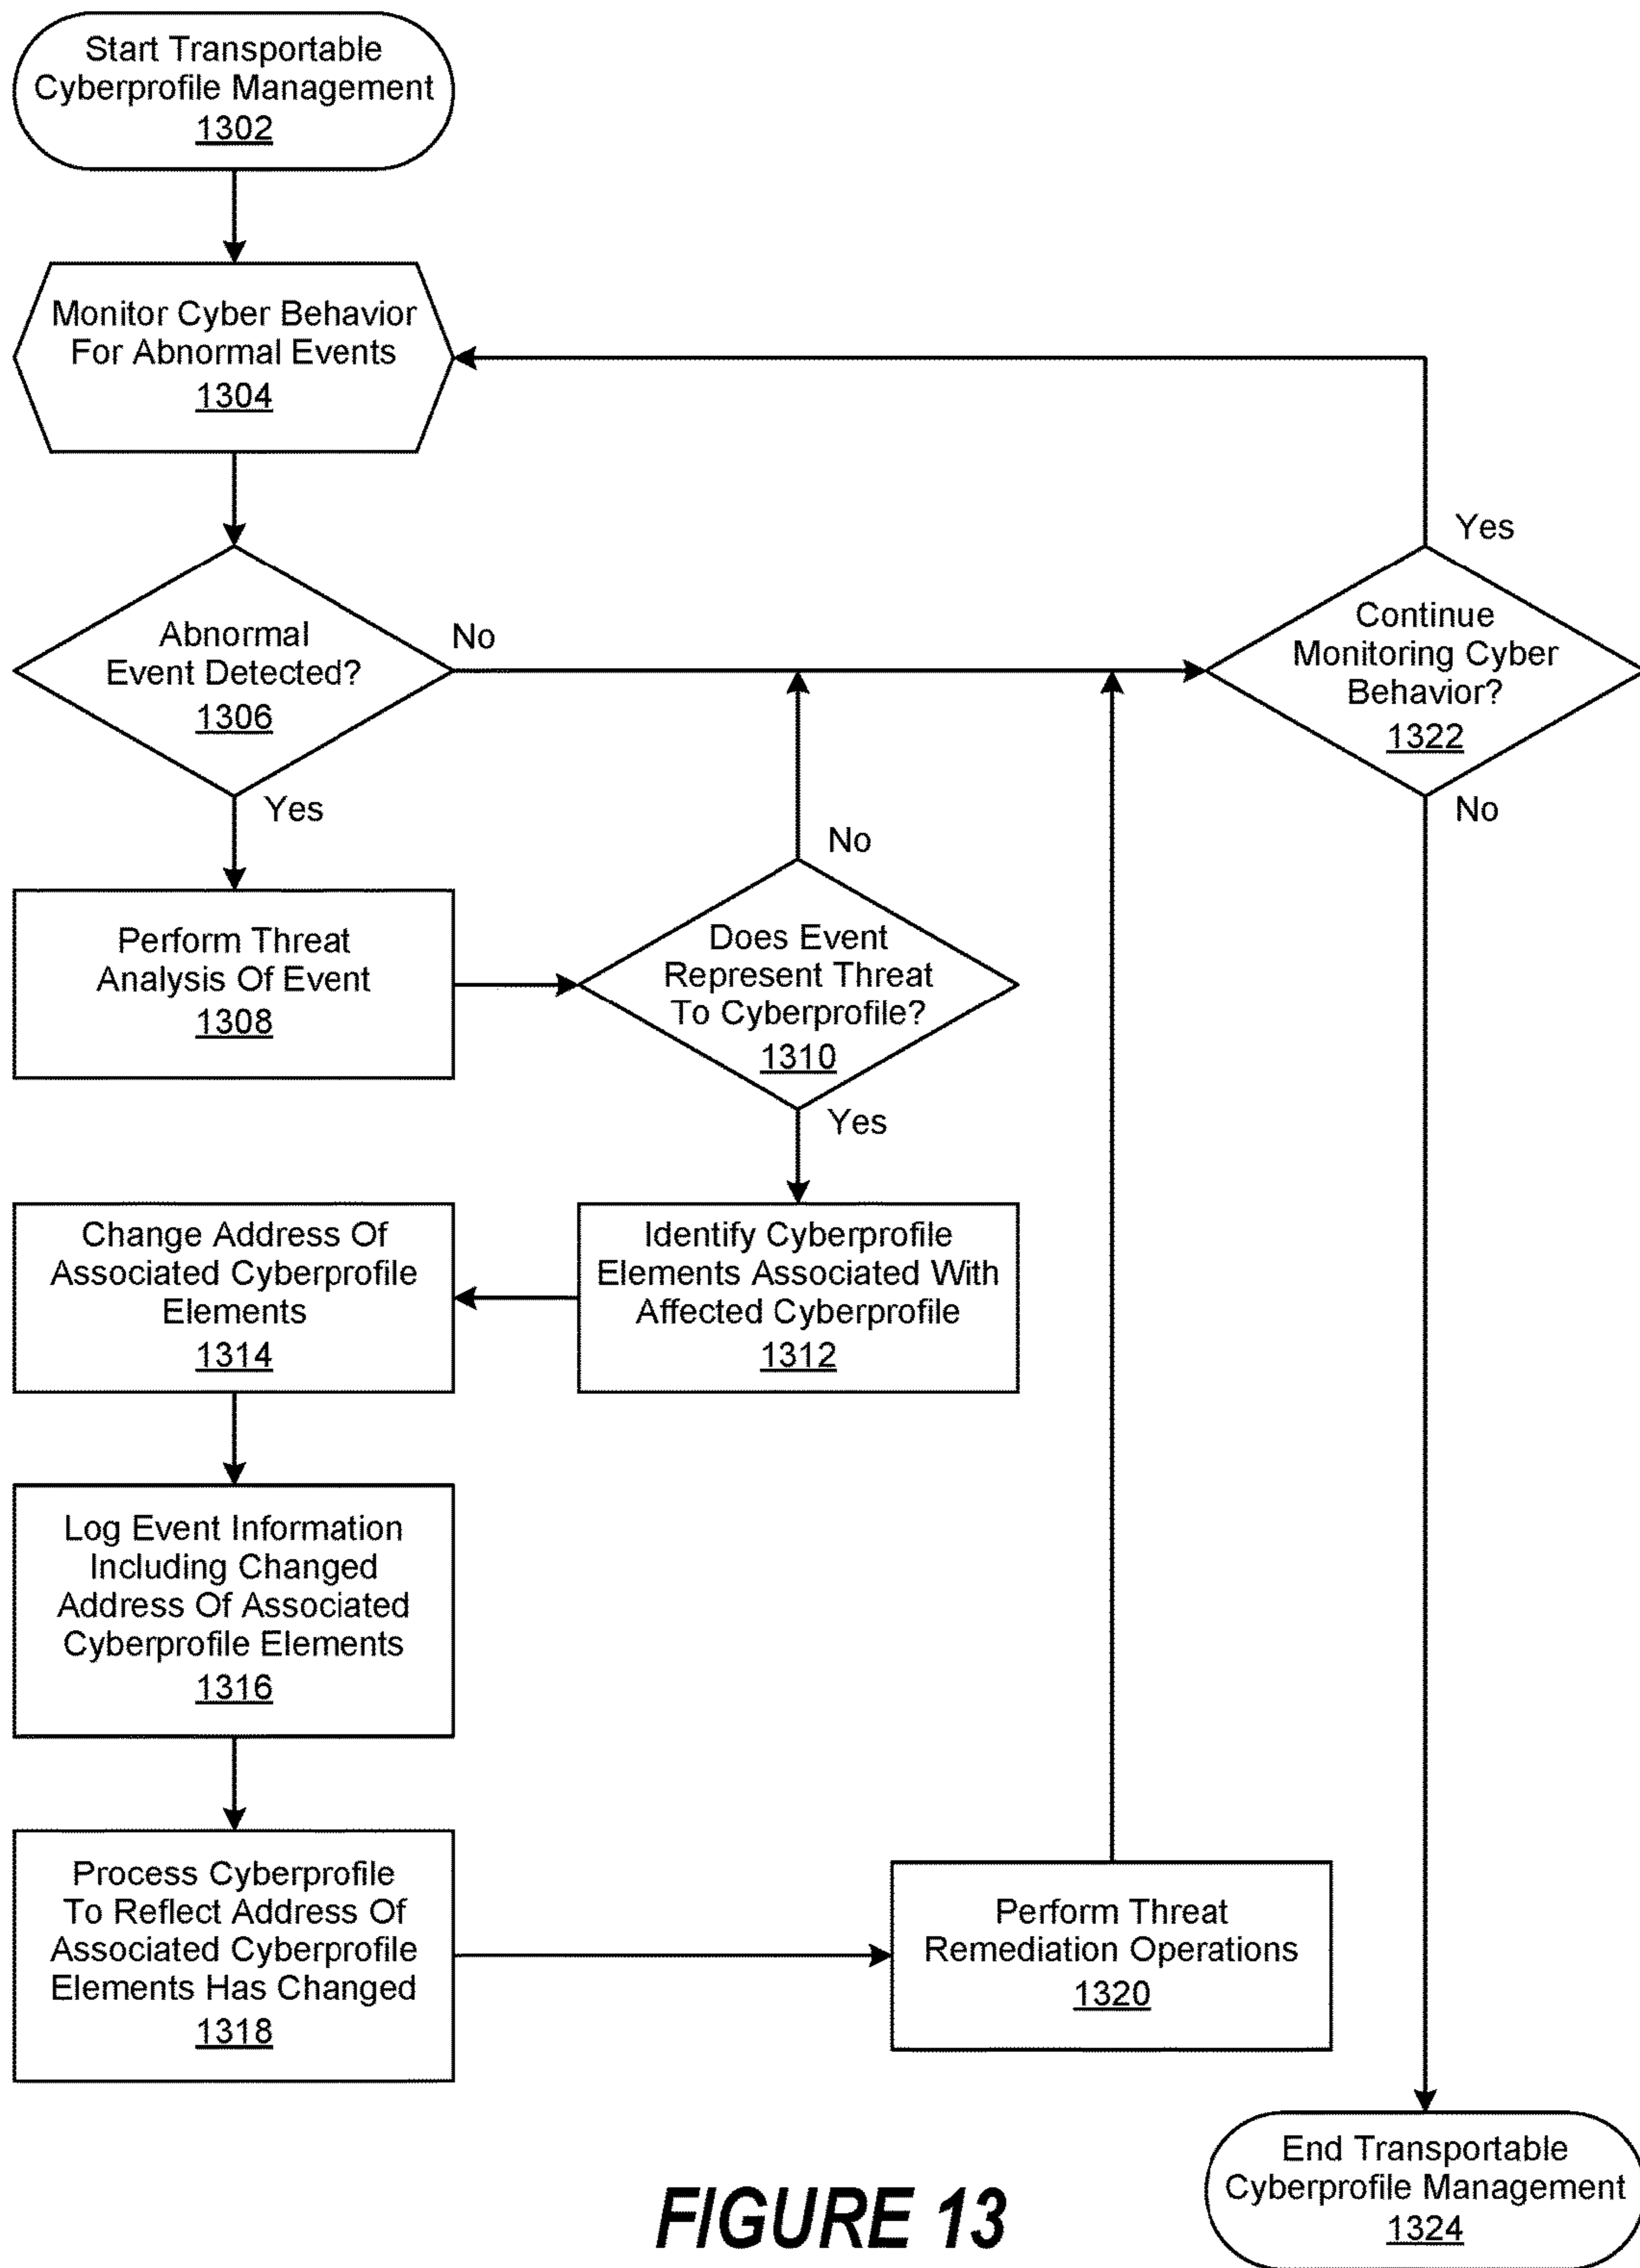 Start Transportable
Cyberprofile Management
1302
Monitor Cyber Behavior
For Abnormal Events
1304
Abnormal
Event Detected?
1306
No
Yes
Continue
Monitoring Cyber
Behavior?
1322
Yes
No
Perform Threat
Analysis Of Event
1308
Does Event
Represent Threat
To Cyberprofile?
1310
No
Yes
Identify Cyberprofile
Elements Associated With
Affected Cyberprofile
1312
Change Address Of
Associated Cyberprofile
Elements
1314
Log Event Information
Including Changed
Address Of Associated
Cyberprofile Elements
1316
Process Cyberprofile
To Reflect Address Of
Associated Cyberprofile
Elements Has Changed
1318
Perform Threat
Remediation Operations
1320
End Transportable
Cyberprofile Management
1324
FIGURE 13